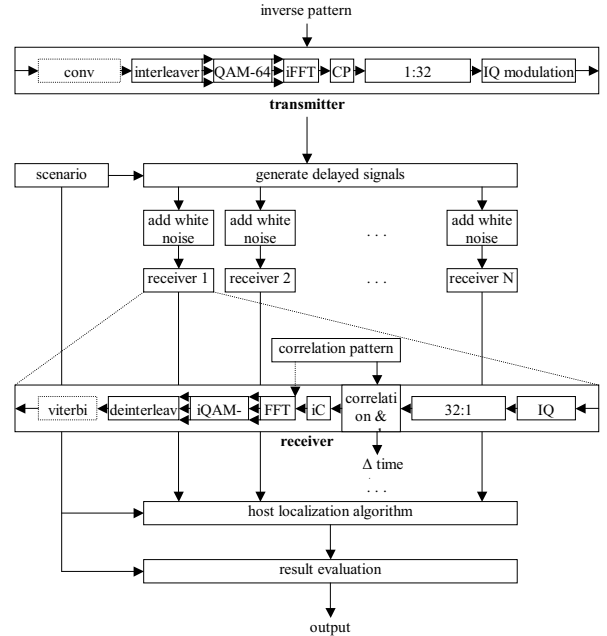 inverse pattern
conv interleaver QAM-64 iFFT CP 1:32 IQ modulation
transmitter
scenario generate delayed signals
add white noise add white noise . . . add white noise
receiver 1 receiver 2 . . . receiver N
correlation pattern
viterbi deinterleav iQAM- FFT iC correlati on & 32:1 IQ
receiver
Δ time
. . .
host localization algorithm
result evaluation
output